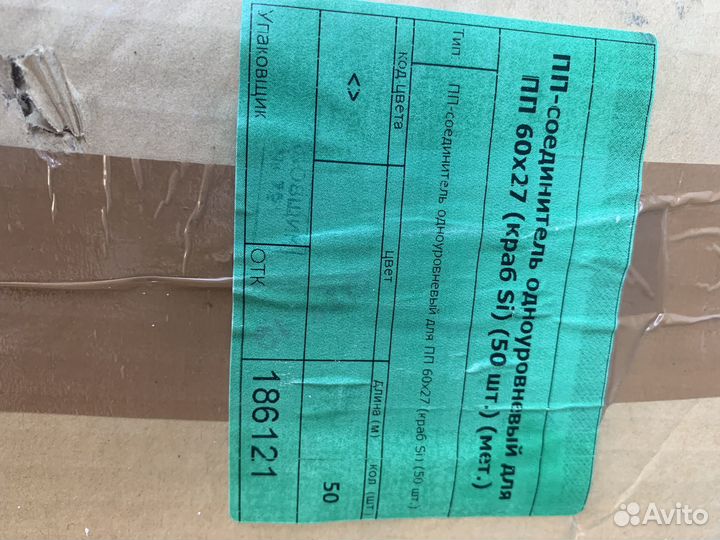 ПП-соединитель одноуровневый для
ПП 60х27 (краб Si) (50 шт.) (мет.)
Тип
ПП-соединитель одноуровневый для ПП 60х27 (краб Si) (50 шт.)
код.цвета
цвет
длина (м)
кол (шт)
<>
50
Упаковщик
ОТК
186121
Avito